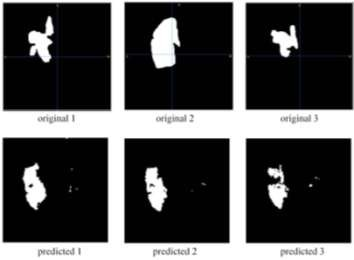 original 1
original 2
original 3
predicted 1
predicted 2
predicted 3